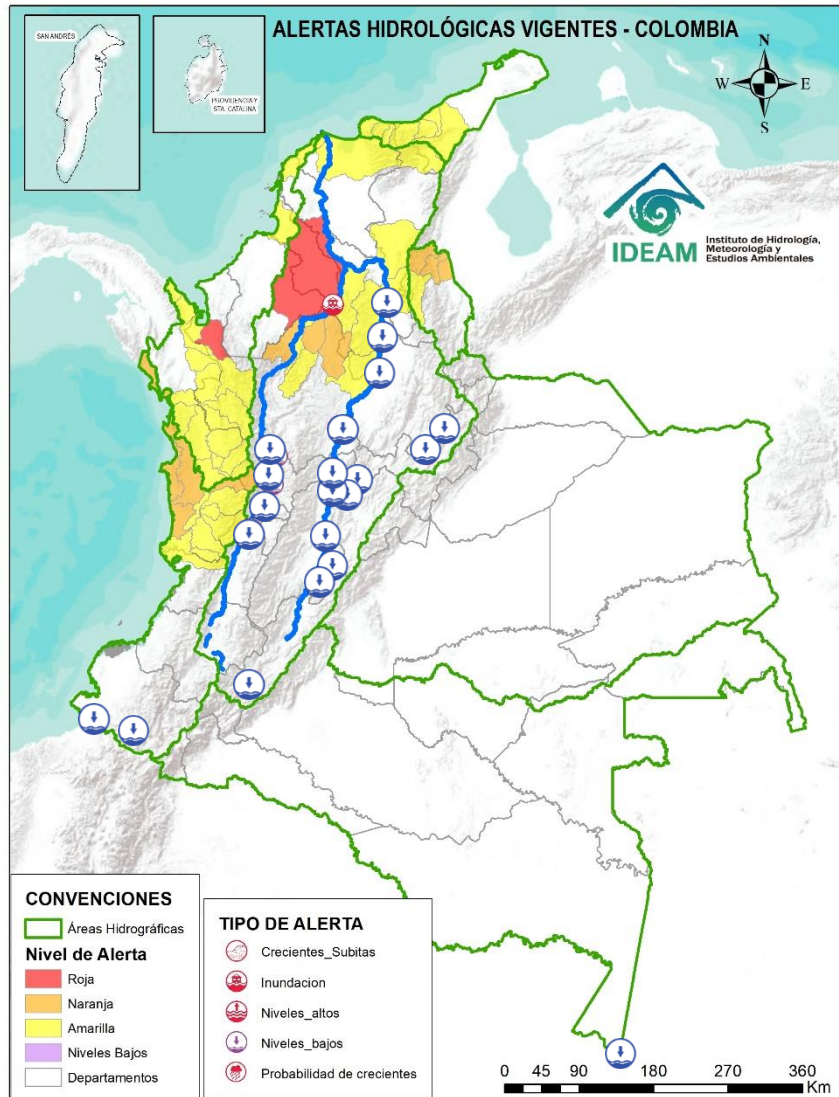 ALERTAS HIDROLÓGICAS VIGENTES - COLOMBIA
SAN ANDRÉS
PROVIDENCIA Y
STA. CATALINA
N
W
E
S
IDEAM
Instituto de Hidrología,
Meteorología y
Estudios Ambientales
CONVENCIONES
Áreas Hidrográficas
Nivel de Alerta
Roja
Naranja
Amarilla
Niveles Bajos
Departamentos
TIPO DE ALERTA
Crecientes_Subitas
Inundacion
Niveles_altos
Niveles_bajos
Probabilidad de crecientes
0 45 90 180 270 360
Km